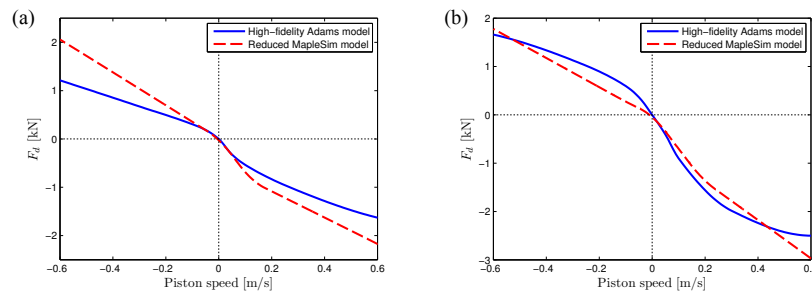 (a)
2
1
0
−1
−2
F_d [kN]
−0.6 −0.4 −0.2 0 0.2 0.4 0.6
Piston speed [m/s]
High−fidelity Adams model
Reduced MapleSim model
(b)
2
1
0
−1
−2
−3
F_d [kN]
−0.6 −0.4 −0.2 0 0.2 0.4 0.6
Piston speed [m/s]
High−fidelity Adams model
Reduced MapleSim model